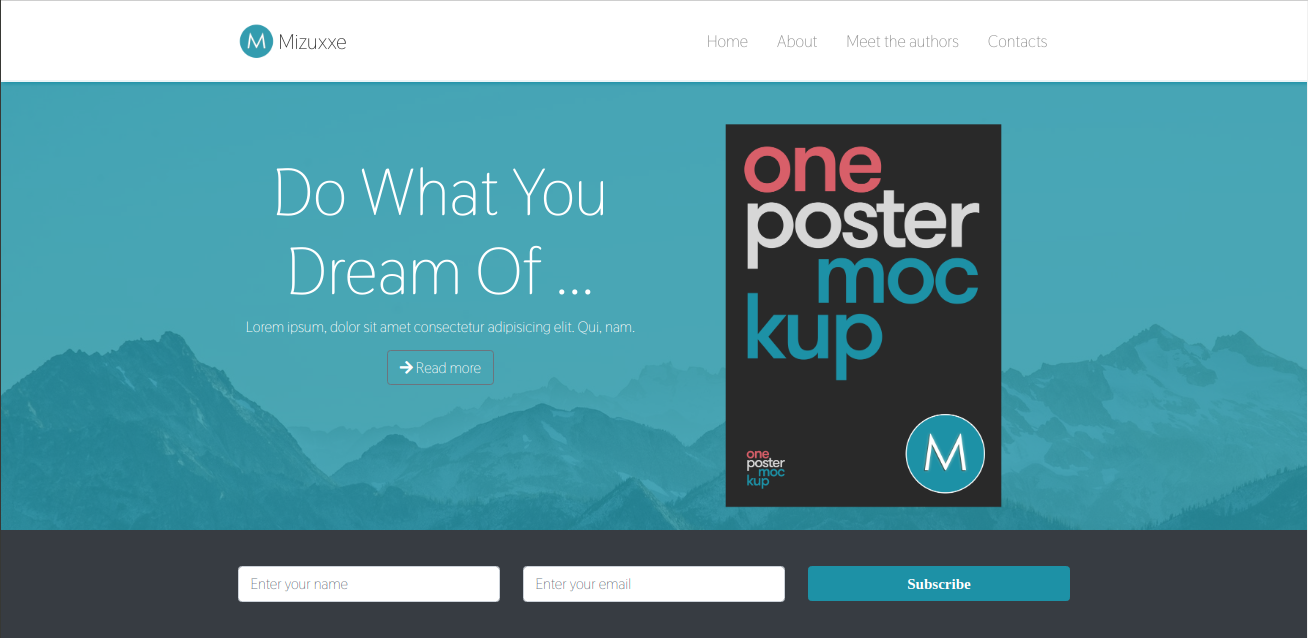 M Mizuxxe
Home About Meet the authors Contacts
Do What You
Dream Of ...
Lorem ipsum, dolor sit amet consectetur adipisicing elit. Qui, nam.
Read more
one
poster
moc
kup
one
poster
moc
kup
M
Enter your name
Enter your email
Subscribe